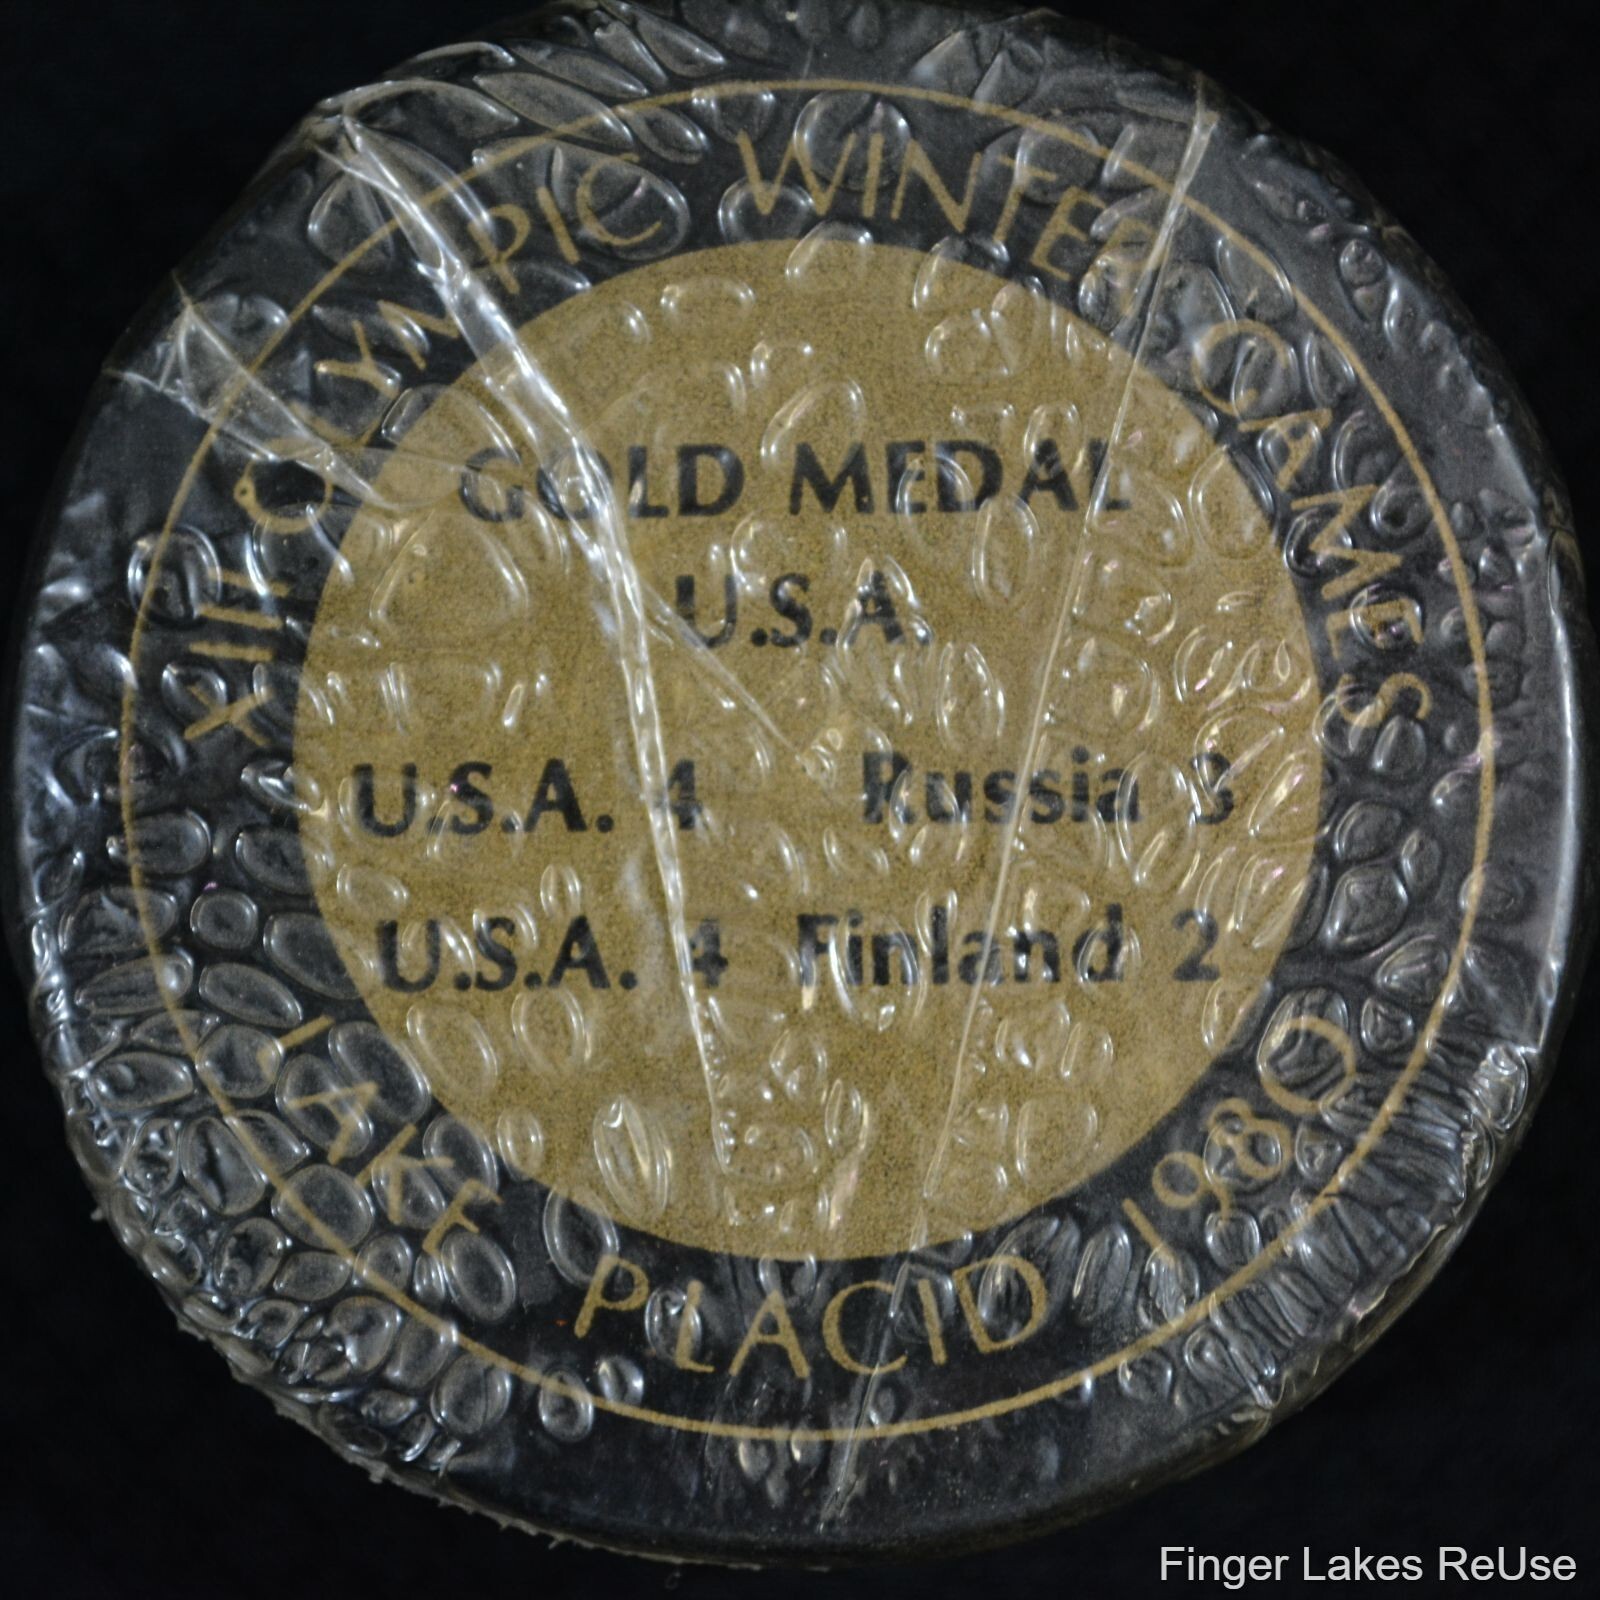 XIII OLYMPIC WINTER GAMES
GOLD MEDAL
U.S.A.
U.S.A. 4 Russia 3
U.S.A. 4 Finland 2
LAKE PLACID 1980
Finger Lakes ReUse